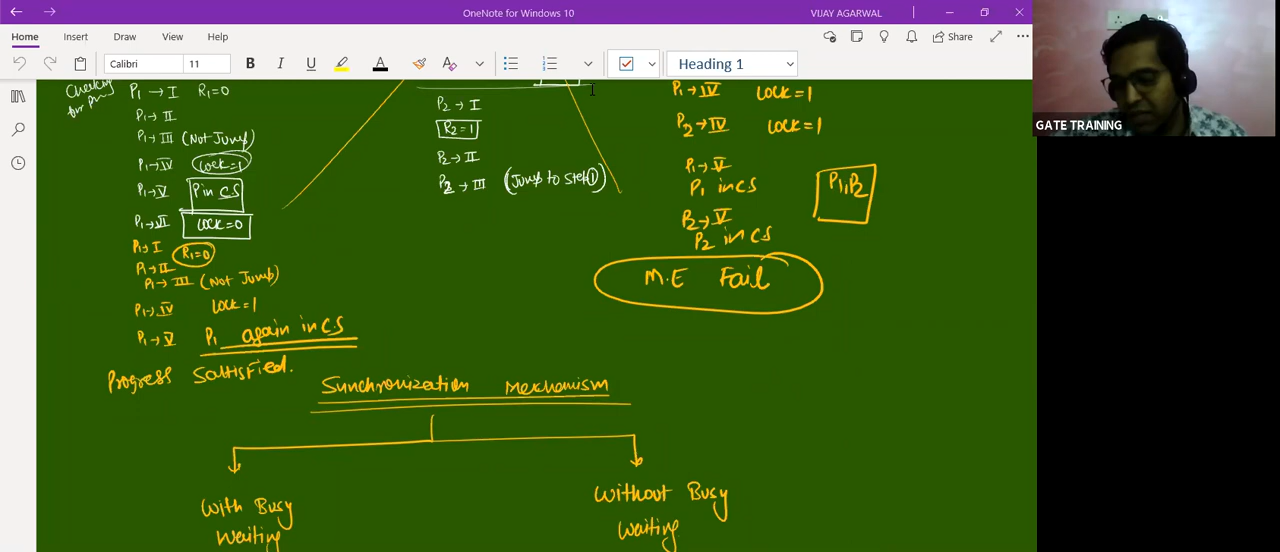 OneNote for Windows 10
VIJAY AGARWAL
Home Insert Draw View Help
Share
Calibri 11 B I U A Heading 1
GATE TRAINING
Checking
for
P1 → I R1=0
P1 → II
P1 → III (Not Jump)
P1 → IV Lock=1
P1 → V P in CS
P1 → VI Lock=0
P1 → I R1=0
P1 → II
P1 → III (Not Jump)
P1 → IV Lock=1
P1 → V P1 again in C.S
Progress Satisfied.
P2 → I
R2=1
P2 → II
P2 → III (Jump to Step ①)
P1 → IV Lock=1
P2 → IV Lock=1
P1 → V
P1 in CS
P2 → V
P2 in CS
P1, P2
M.E Fail
Synchronization Mechanism
With Busy
Waiting
Without Busy
Waiting